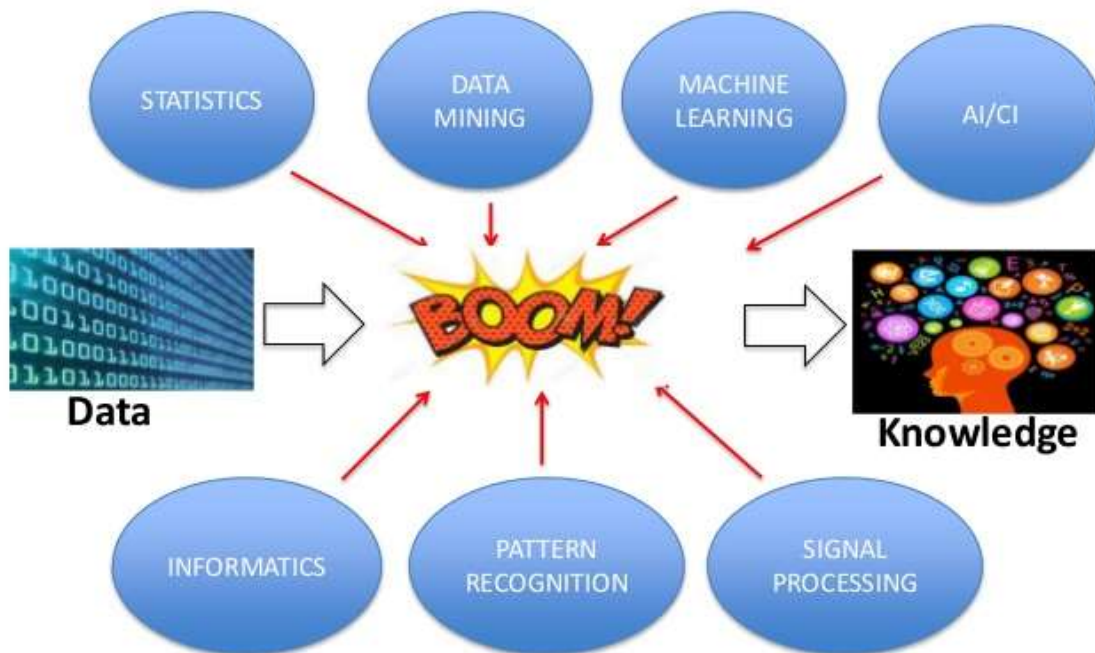 STATISTICS
DATA
MINING
MACHINE
LEARNING
AI/CI
BOOM!
Data
Knowledge
INFORMATICS
PATTERN
RECOGNITION
SIGNAL
PROCESSING